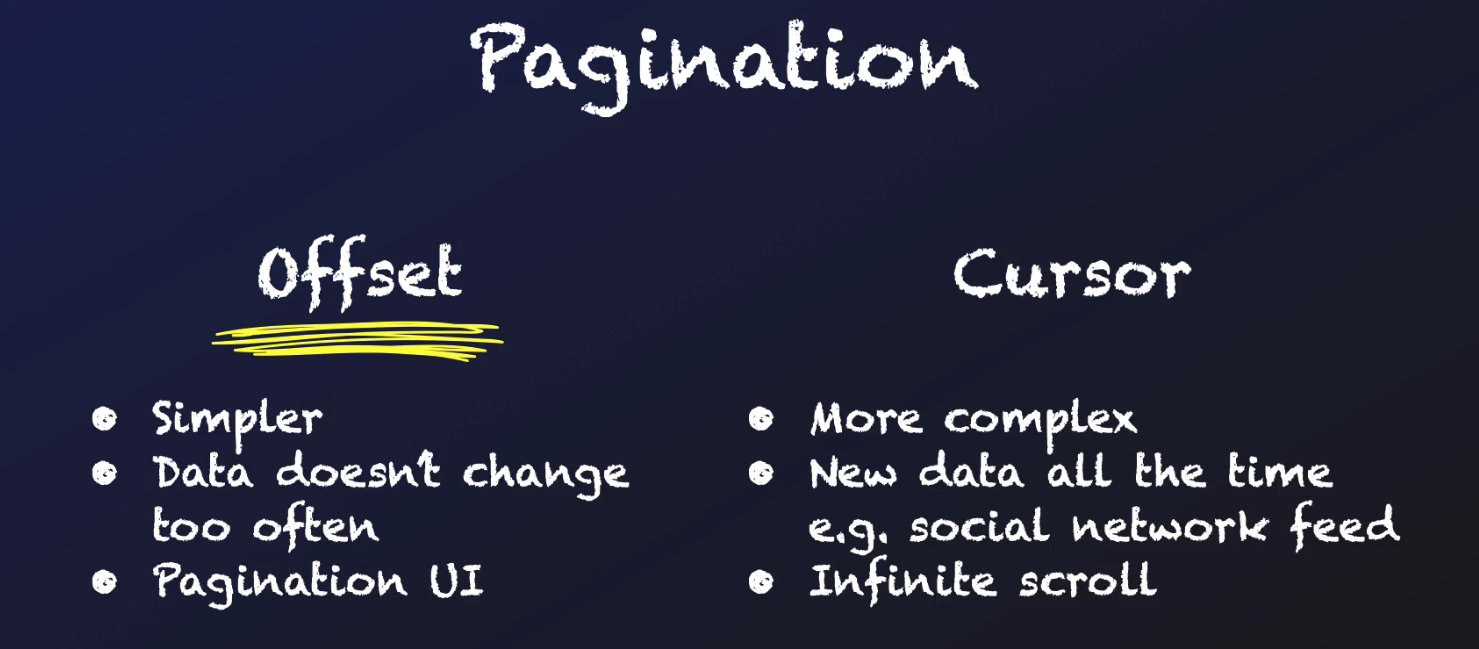 Pagination
Offset
Simpler
Data doesn't change
too often
Pagination UI
Cursor
More complex
New data all the time
e.g. social network feed
Infinite scroll